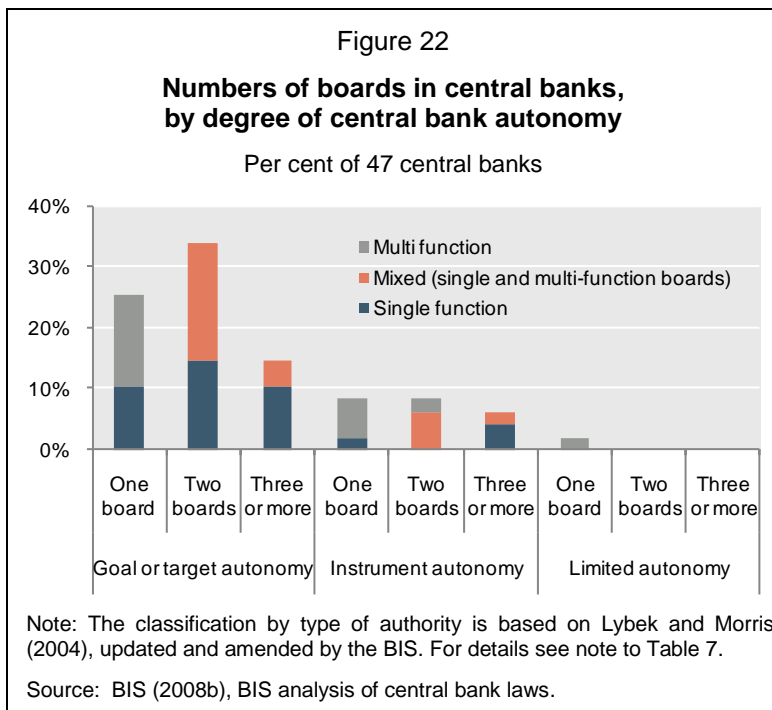 Figure 22
Numbers of boards in central banks,
by degree of central bank autonomy
Per cent of 47 central banks
40%
30%
20%
10%
0%
Multi function
Mixed (single and multi-function boards)
Single function
One board
Two boards
Three or more
One board
Two boards
Three or more
One board
Two boards
Three or more
Goal or target autonomy
Instrument autonomy
Limited autonomy
Note: The classification by type of authority is based on Lybek and Morris
(2004), updated and amended by the BIS. For details see note to Table 7.
Source: BIS (2008b), BIS analysis of central bank laws.